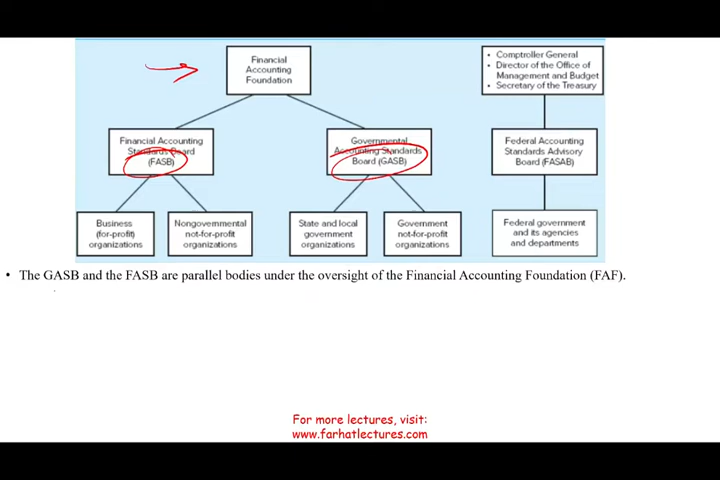 Financial
Accounting
Foundation
• Comptroller General
• Director of the Office of
Management and Budget
• Secretary of the Treasury
Financial Accounting
Standards Board
(FASB)
Governmental
Accounting Standards
Board (GASB)
Federal Accounting
Standards Advisory
Board (FASAB)
Business
(for-profit)
organizations
Nongovernmental
not-for-profit
organizations
State and local
government
organizations
Government
not-for-profit
organizations
Federal government
and its agencies
and departments
• The GASB and the FASB are parallel bodies under the oversight of the Financial Accounting Foundation (FAF).
For more lectures, visit:
www.farhatlectures.com